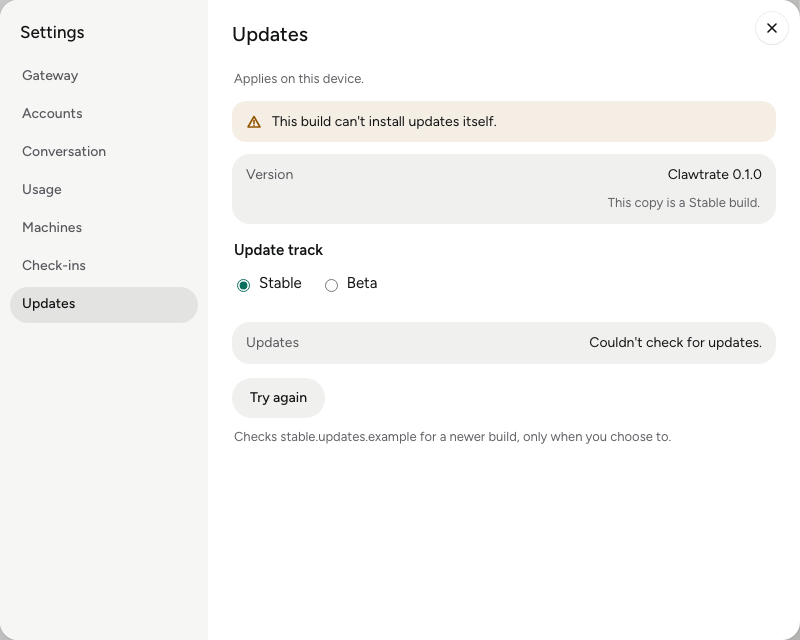 Settings
Gateway
Accounts
Conversation
Usage
Machines
Check-ins
Updates
Updates
Applies on this device.
This build can't install updates itself.
Version
Clawtrate 0.1.0
This copy is a Stable build.
Update track
Stable
Beta
Updates
Couldn't check for updates.
Try again
Checks stable.updates.example for a newer build, only when you choose to.